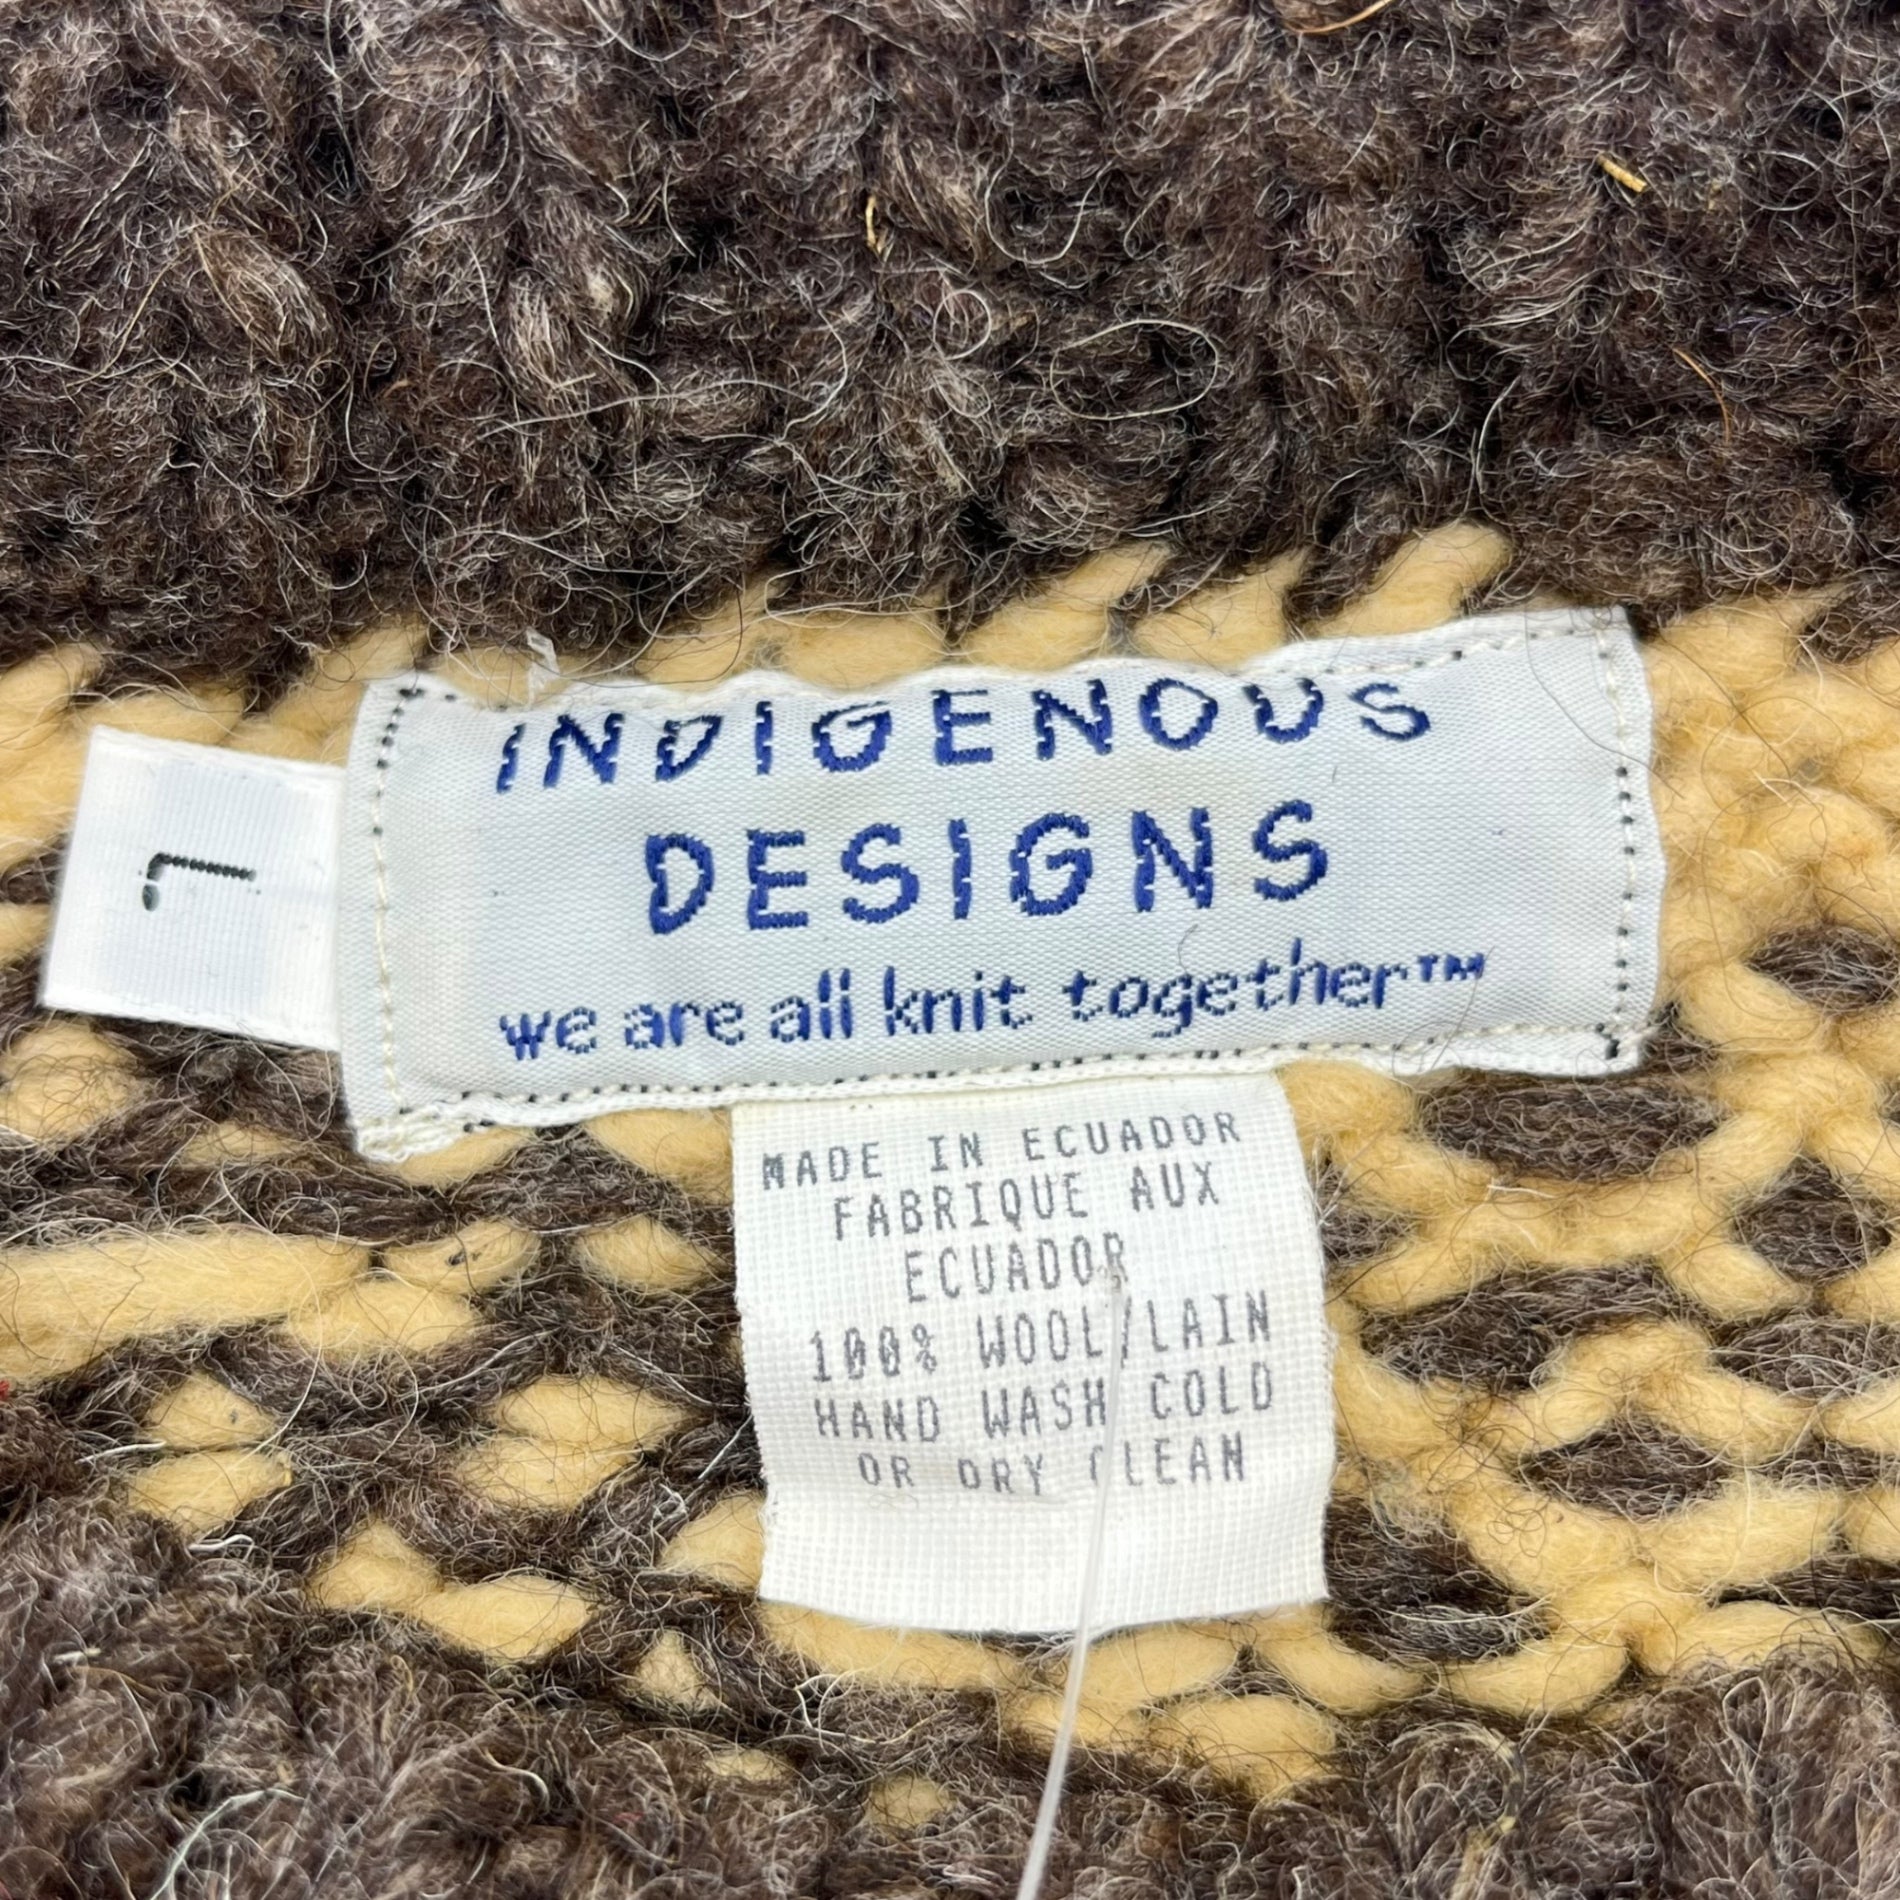 INDIGENOUS
DESIGNS
we are all knit together™
L
MADE IN ECUADOR
FABRIQUE AUX
ECUADOR
100% WOOL/LAIN
HAND WASH COLD
OR DRY CLEAN